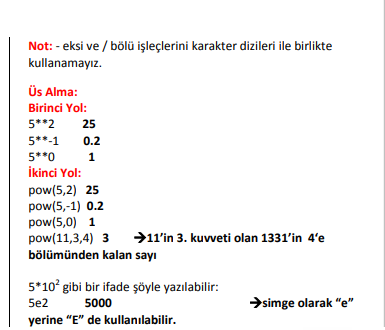 Not: - eksi ve / bölü işleçlerini karakter dizileri ile birlikte
kullanamayız.
Üs Alma:
Birinci Yol:
5**2 25
5**-1 0.2
5**0 1
İkinci Yol:
pow(5,2) 25
pow(5,-1) 0.2
pow(5,0) 1
pow(11,3,4) 3 →11’in 3. kuvveti olan 1331’in 4’e
bölümünden kalan sayı
5*10² gibi bir ifade şöyle yazılabilir:
5e2 5000 →simge olarak “e”
yerine “E” de kullanılabilir.